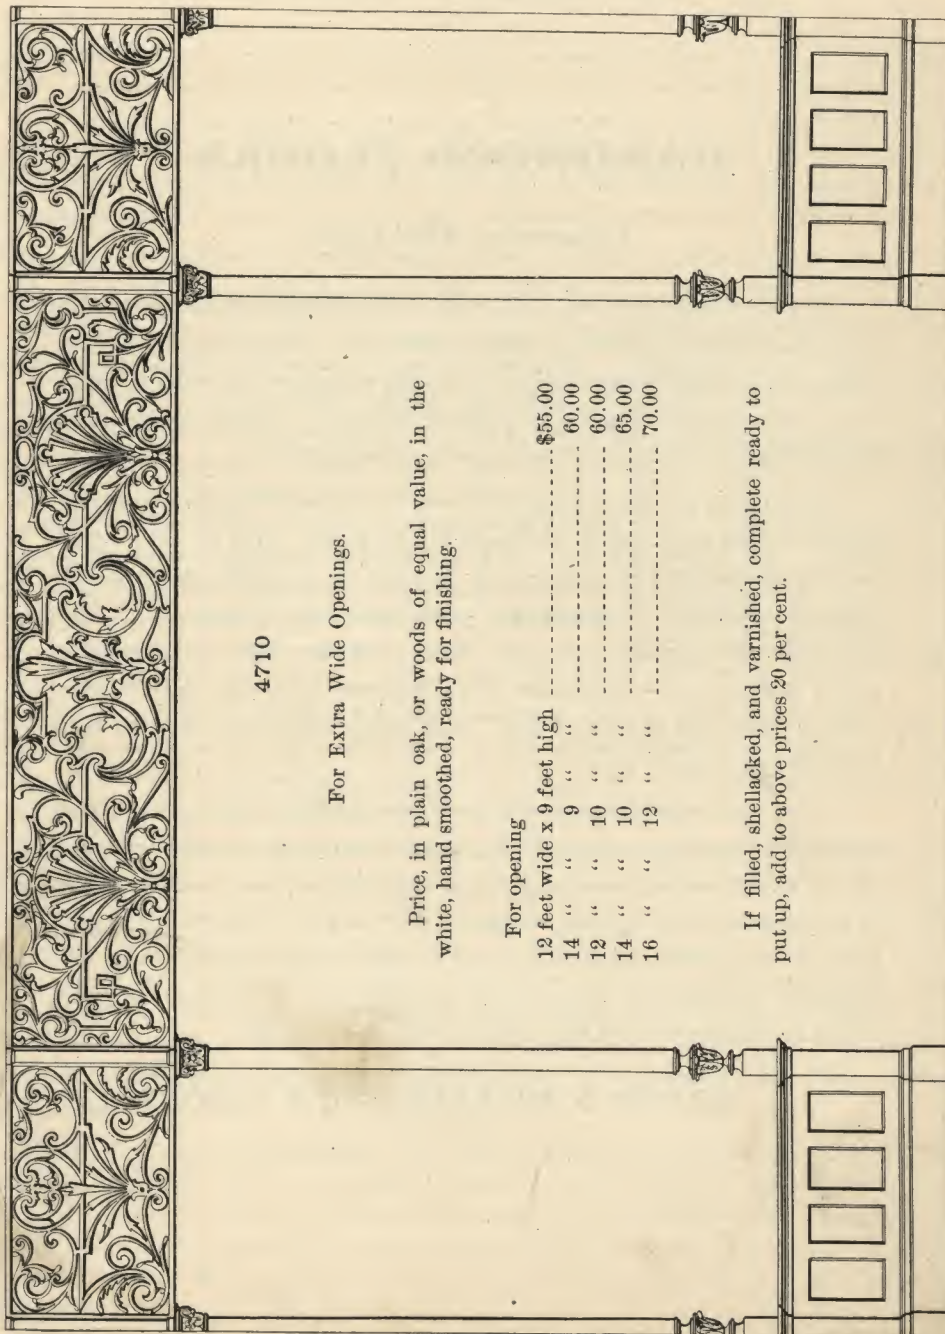 4710
For Extra Wide Openings.
Price, in plain oak, or woods of equal value, in the
white, hand smoothed, ready for finishing.
For opening
12 feet wide x 9 feet high ------------------------------ $55.00
14 “ “ 9 “ “ ------------------------------ 60.00
12 “ “ 10 “ “ ------------------------------ 60.00
14 “ “ 10 “ “ ------------------------------ 65.00
16 “ “ 12 “ “ ------------------------------ 70.00
If filled, shellacked, and varnished, complete ready to
put up, add to above prices 20 per cent.